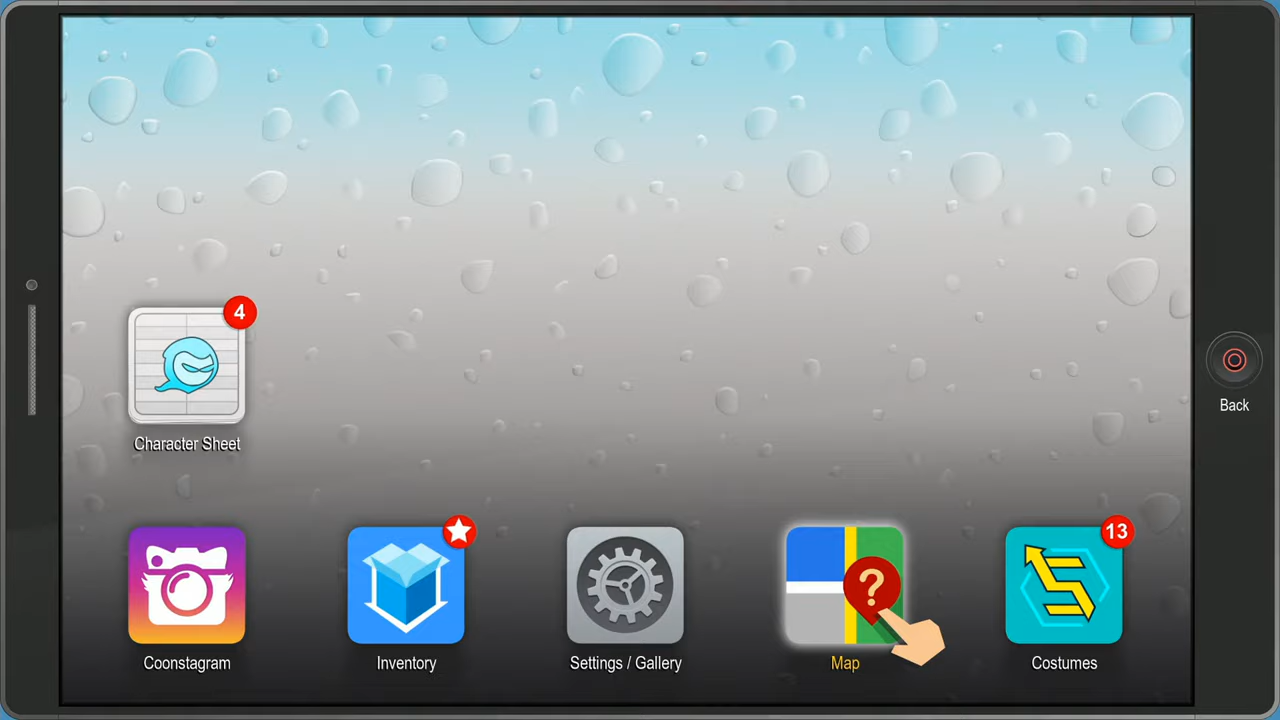 4
Character Sheet
Back
13
?
Coonstagram
Inventory
Settings / Gallery
Map
Costumes